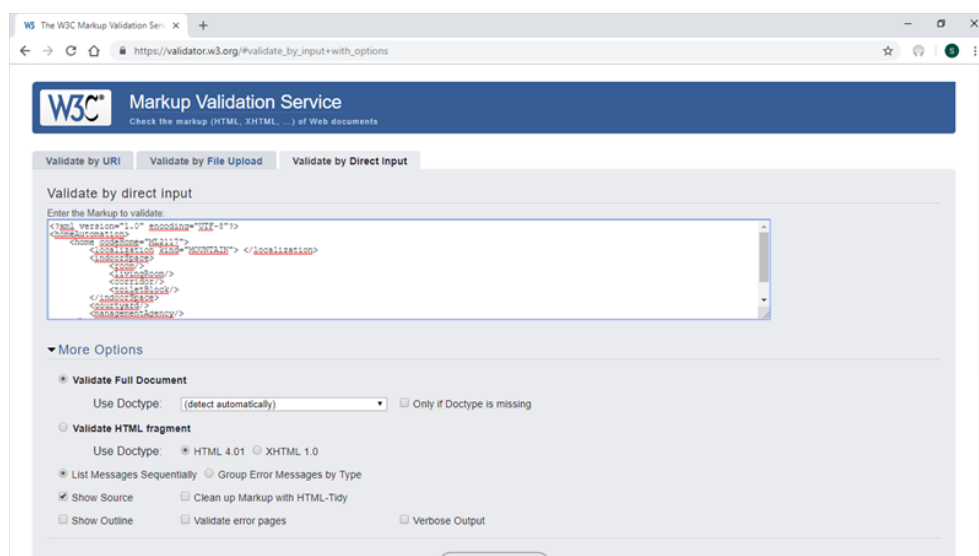 W3 The W3C Markup Validation Serv × +
https://validator.w3.org/#validate_by_input+with_options
S
W3C® Markup Validation Service
Check the markup (HTML, XHTML, ...) of Web documents
Validate by URI Validate by File Upload Validate by Direct Input
Validate by direct input
Enter the Markup to validate:
<?xml version="1.0" encoding="UTF-8"?>
<homeAutomation>
<home codehome="ML2117">
<localization kind="MOUNTAIN"> </localization>
<indoorSpace>
<room/>
<livingRoom/>
<corridor/>
<toiletBlock/>
</indoorSpace>
<courtyard/>
<managementAgency/>
More Options
Validate Full Document
Use Doctype: (detect automatically) Only if Doctype is missing
Validate HTML fragment
Use Doctype: HTML 4.01 XHTML 1.0
List Messages Sequentially Group Error Messages by Type
Show Source Clean up Markup with HTML-Tidy
Show Outline Validate error pages Verbose Output